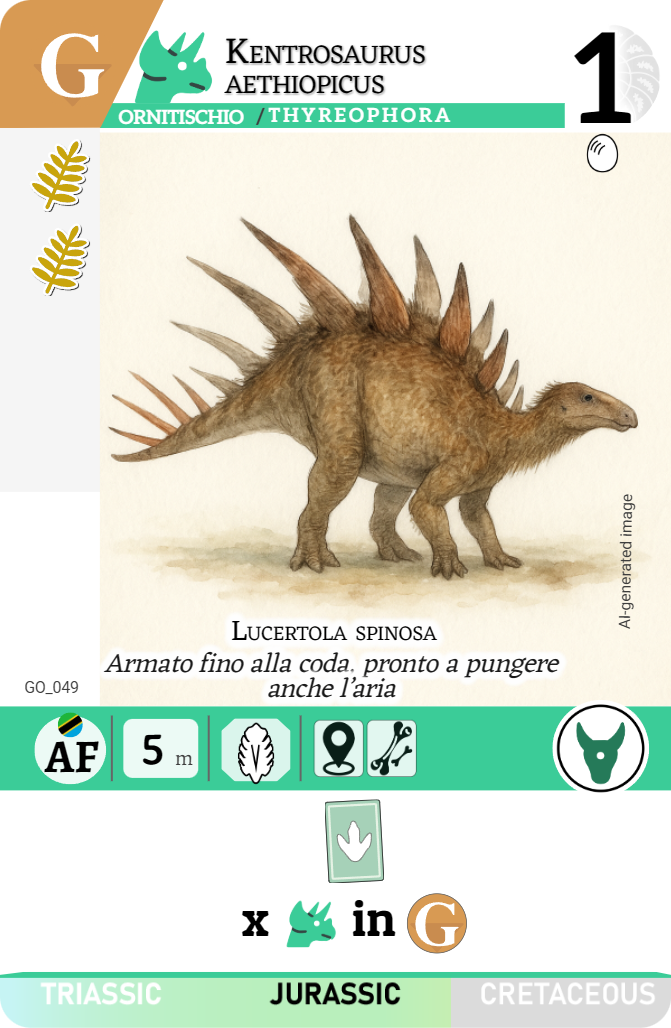 G
KENTROSAURUS
AETHIOPICUS
1
ORNITISCHIO / THYREOPHORA
AI-generated image
LUCERTOLA SPINOSA
Armato fino alla coda, pronto a pungere
anche l'aria
GO_049
AF
5 m
x in G
TRIASSIC JURASSIC CRETACEOUS